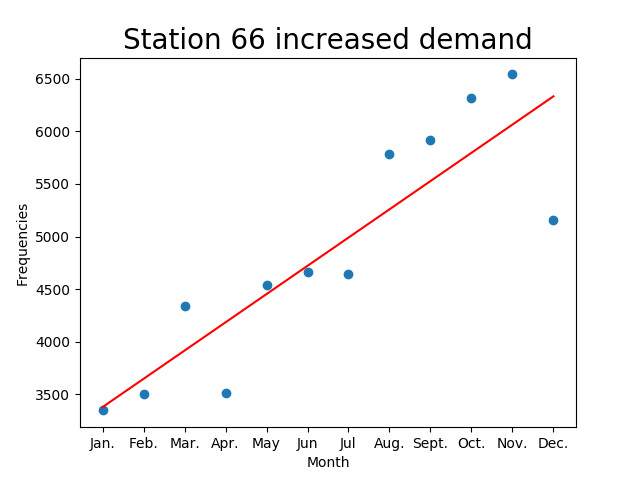 Station 66 increased demand
6500
6000
5500
5000
4500
4000
3500
Frequencies
Jan. Feb. Mar. Apr. May Jun Jul Aug. Sept. Oct. Nov. Dec.
Month